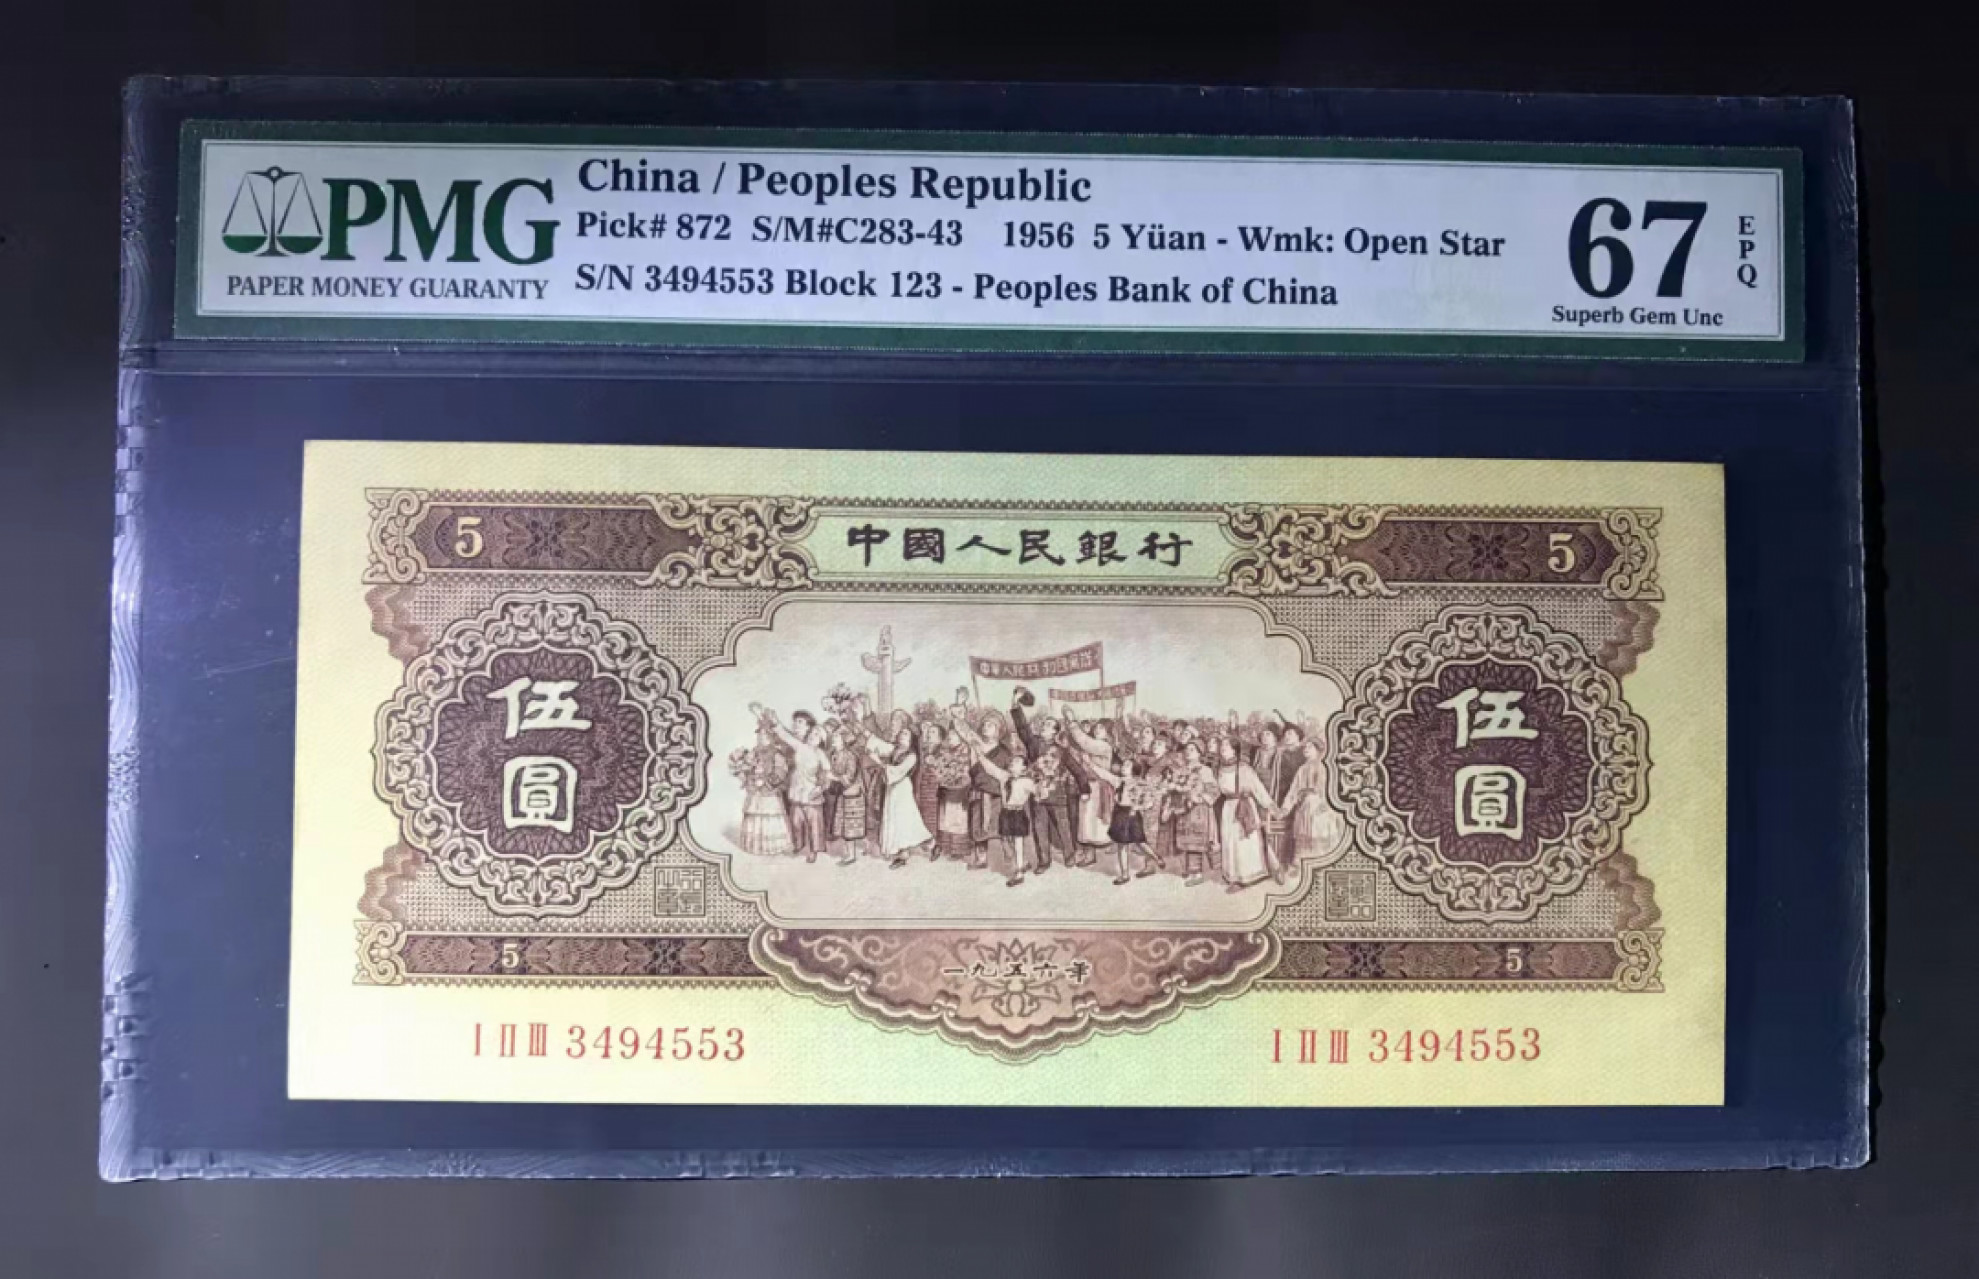 PMG
PAPER MONEY GUARANTY
China / Peoples Republic
Pick# 872 S/M#C283-43 1956 5 Yüan - Wmk: Open Star
S/N 3494553 Block 123 - Peoples Bank of China
67
EPQ
Superb Gem Unc
5 中國人民銀行 5
伍圓
伍圓
5 一九五六年 5
I II III 3494553 I II III 3494553